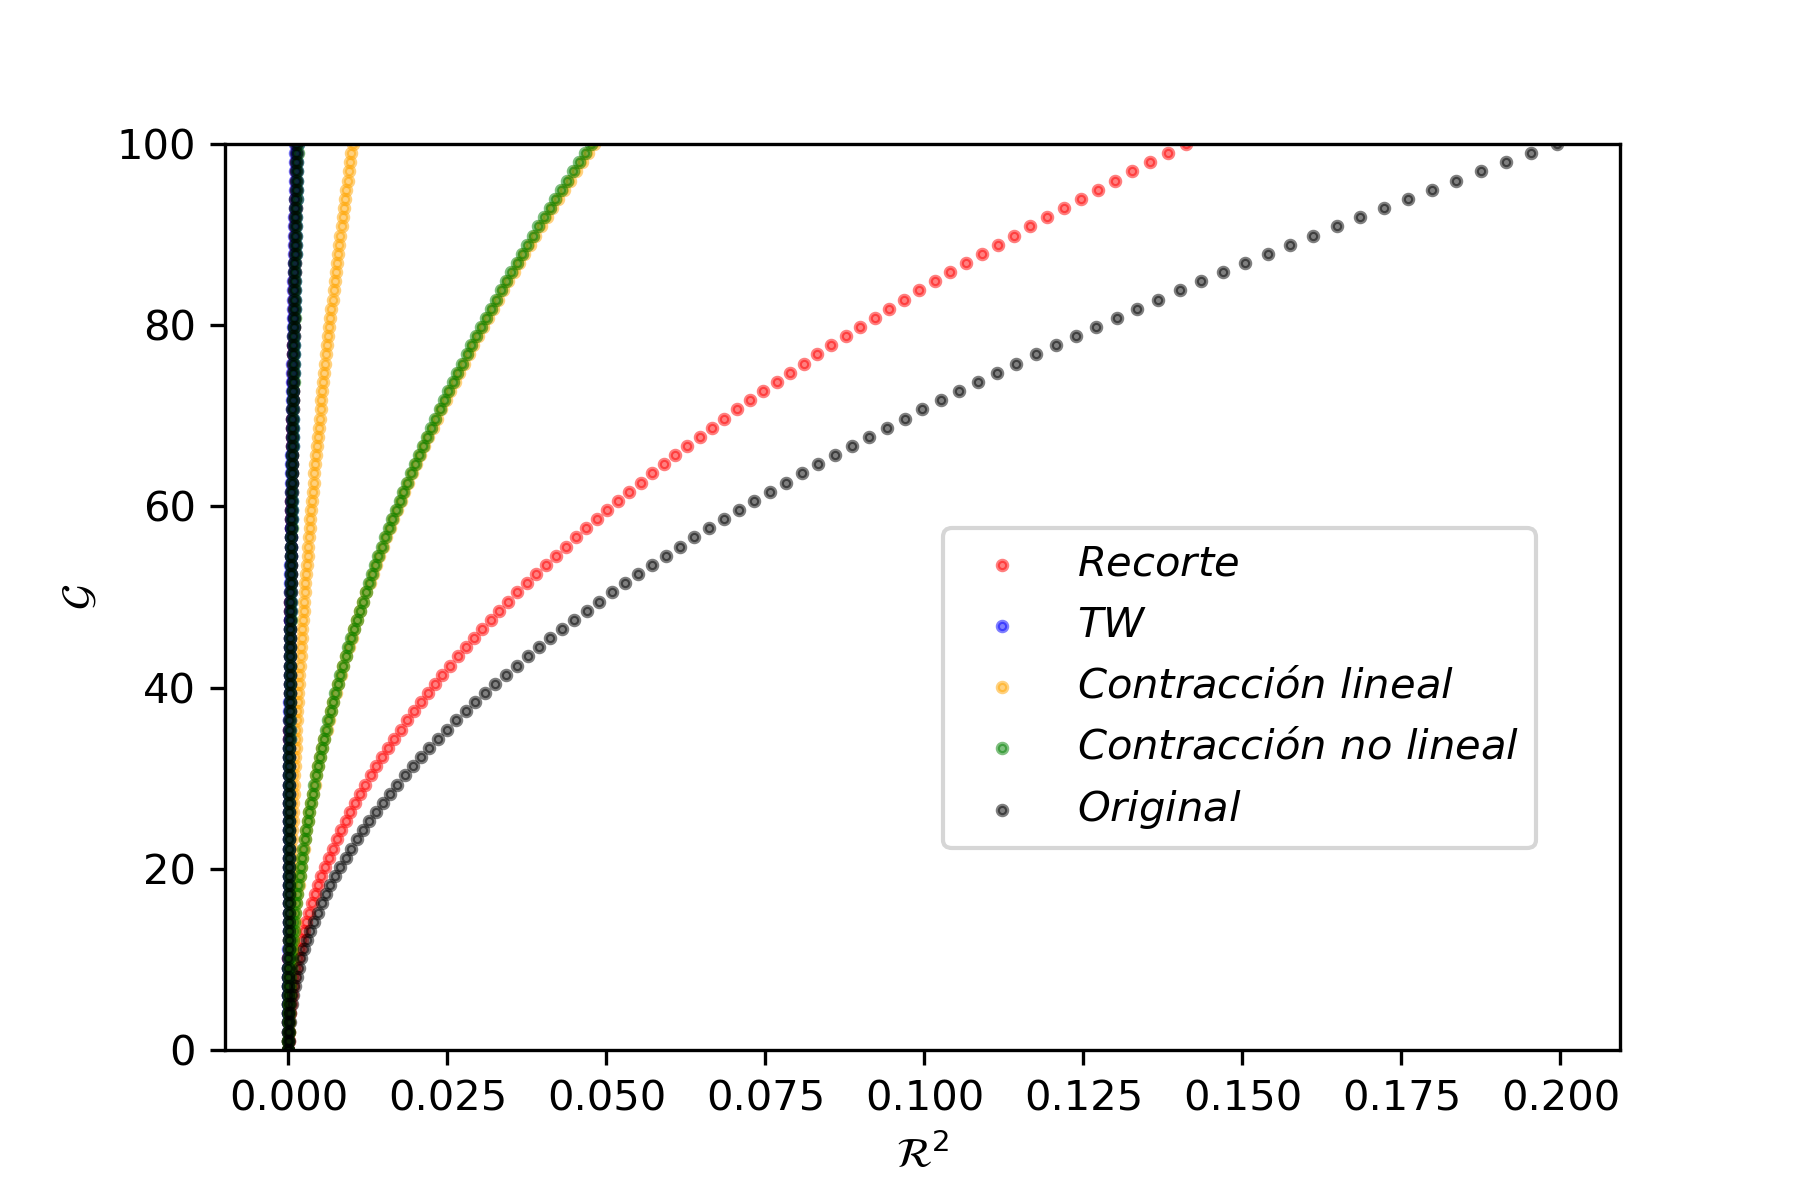 100
80
60
40
20
0
𝒢
Recorte
TW
Contracción lineal
Contracción no lineal
Original
0.000 0.025 0.050 0.075 0.100 0.125 0.150 0.175 0.200
ℛ²